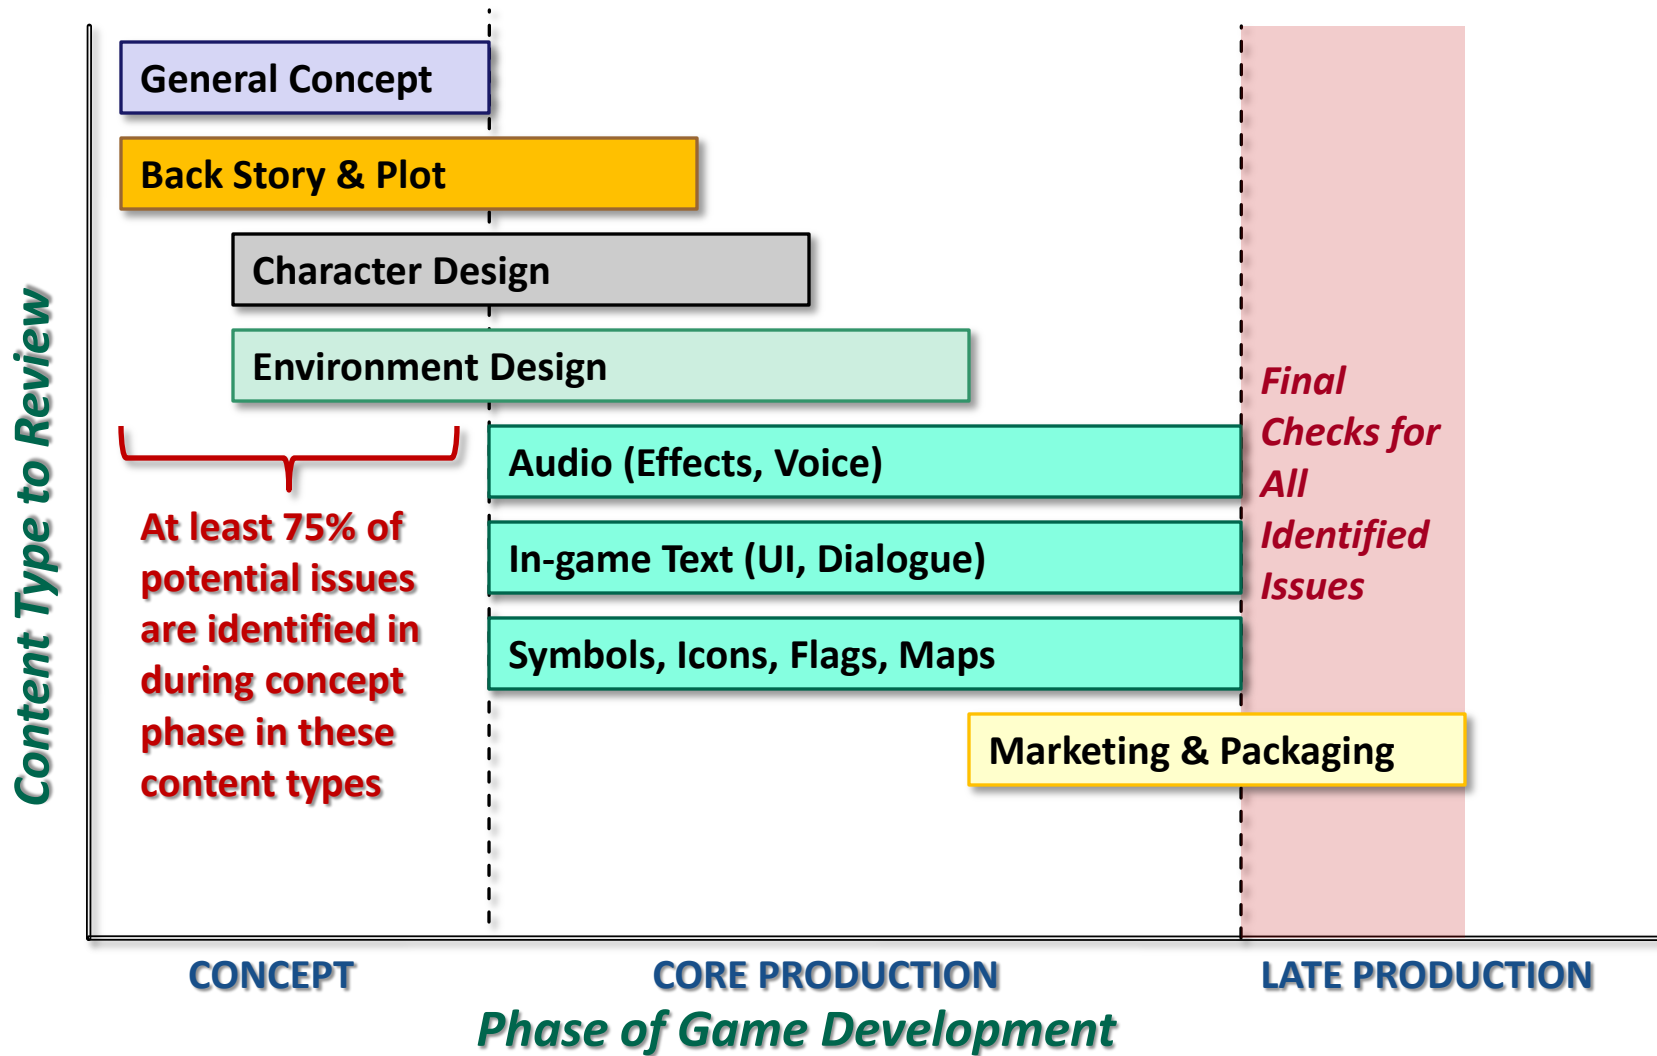 General Concept
Back Story & Plot
Character Design
Environment Design
Audio (Effects, Voice)
In-game Text (UI, Dialogue)
Symbols, Icons, Flags, Maps
Marketing & Packaging
At least 75% of
potential issues
are identified in
during concept
phase in these
content types
Final
Checks for
All
Identified
Issues
Content Type to Review
CONCEPT
CORE PRODUCTION
LATE PRODUCTION
Phase of Game Development